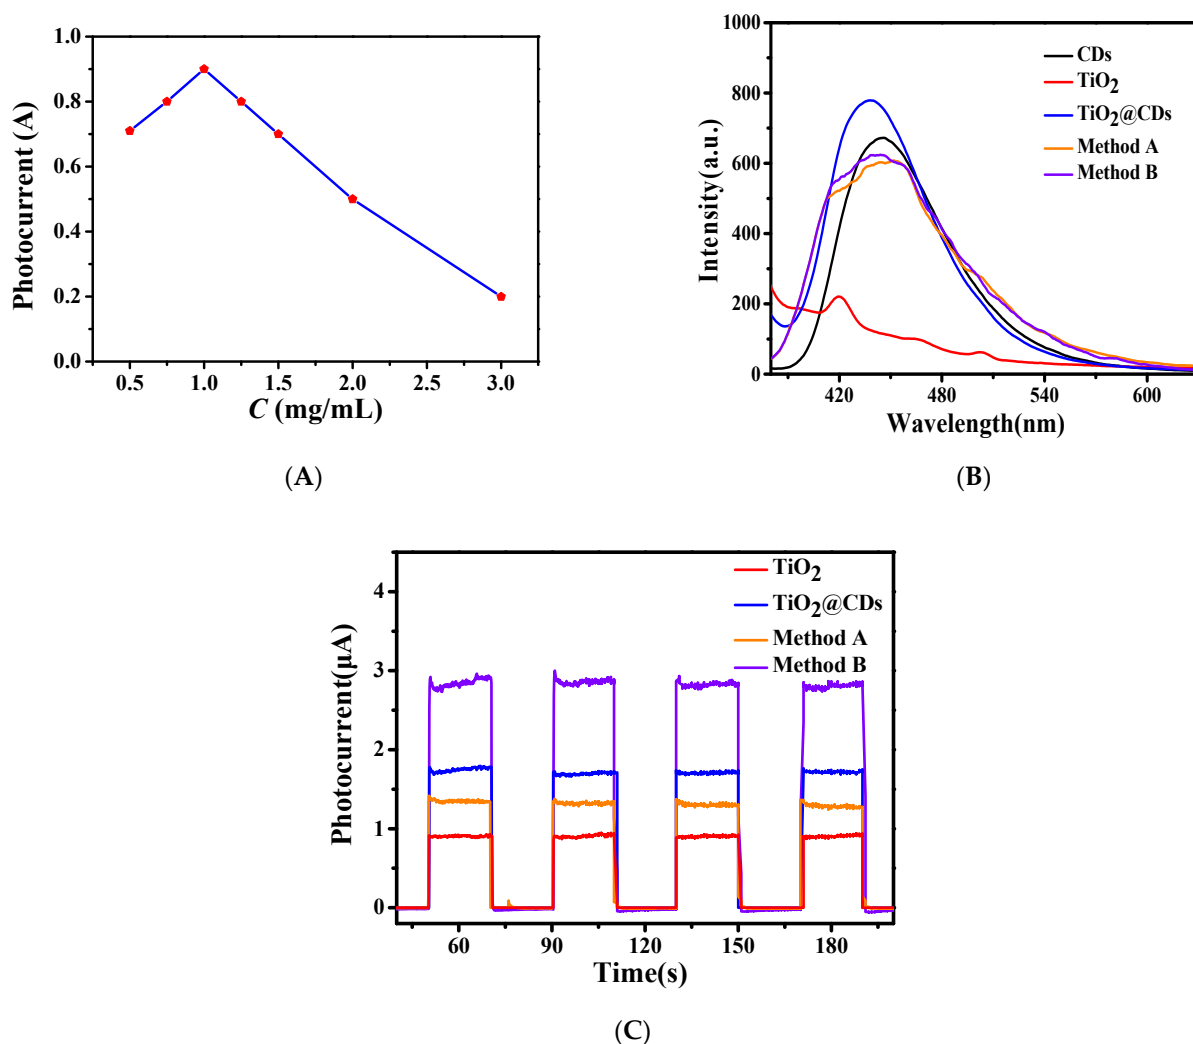 1.0
0.8
0.6
0.4
0.2
0.0
Photocurrent (A)
0.5 1.0 1.5 2.0 2.5 3.0
C (mg/mL)
(A)
1000
800
600
400
200
0
Intensity(a.u.)
CDs
TiO2
TiO2@CDs
Method A
Method B
420 480 540 600
Wavelength(nm)
(B)
4
3
2
1
0
Photocurrent(μA)
TiO2
TiO2@CDs
Method A
Method B
60 90 120 150 180
Time(s)
(C)